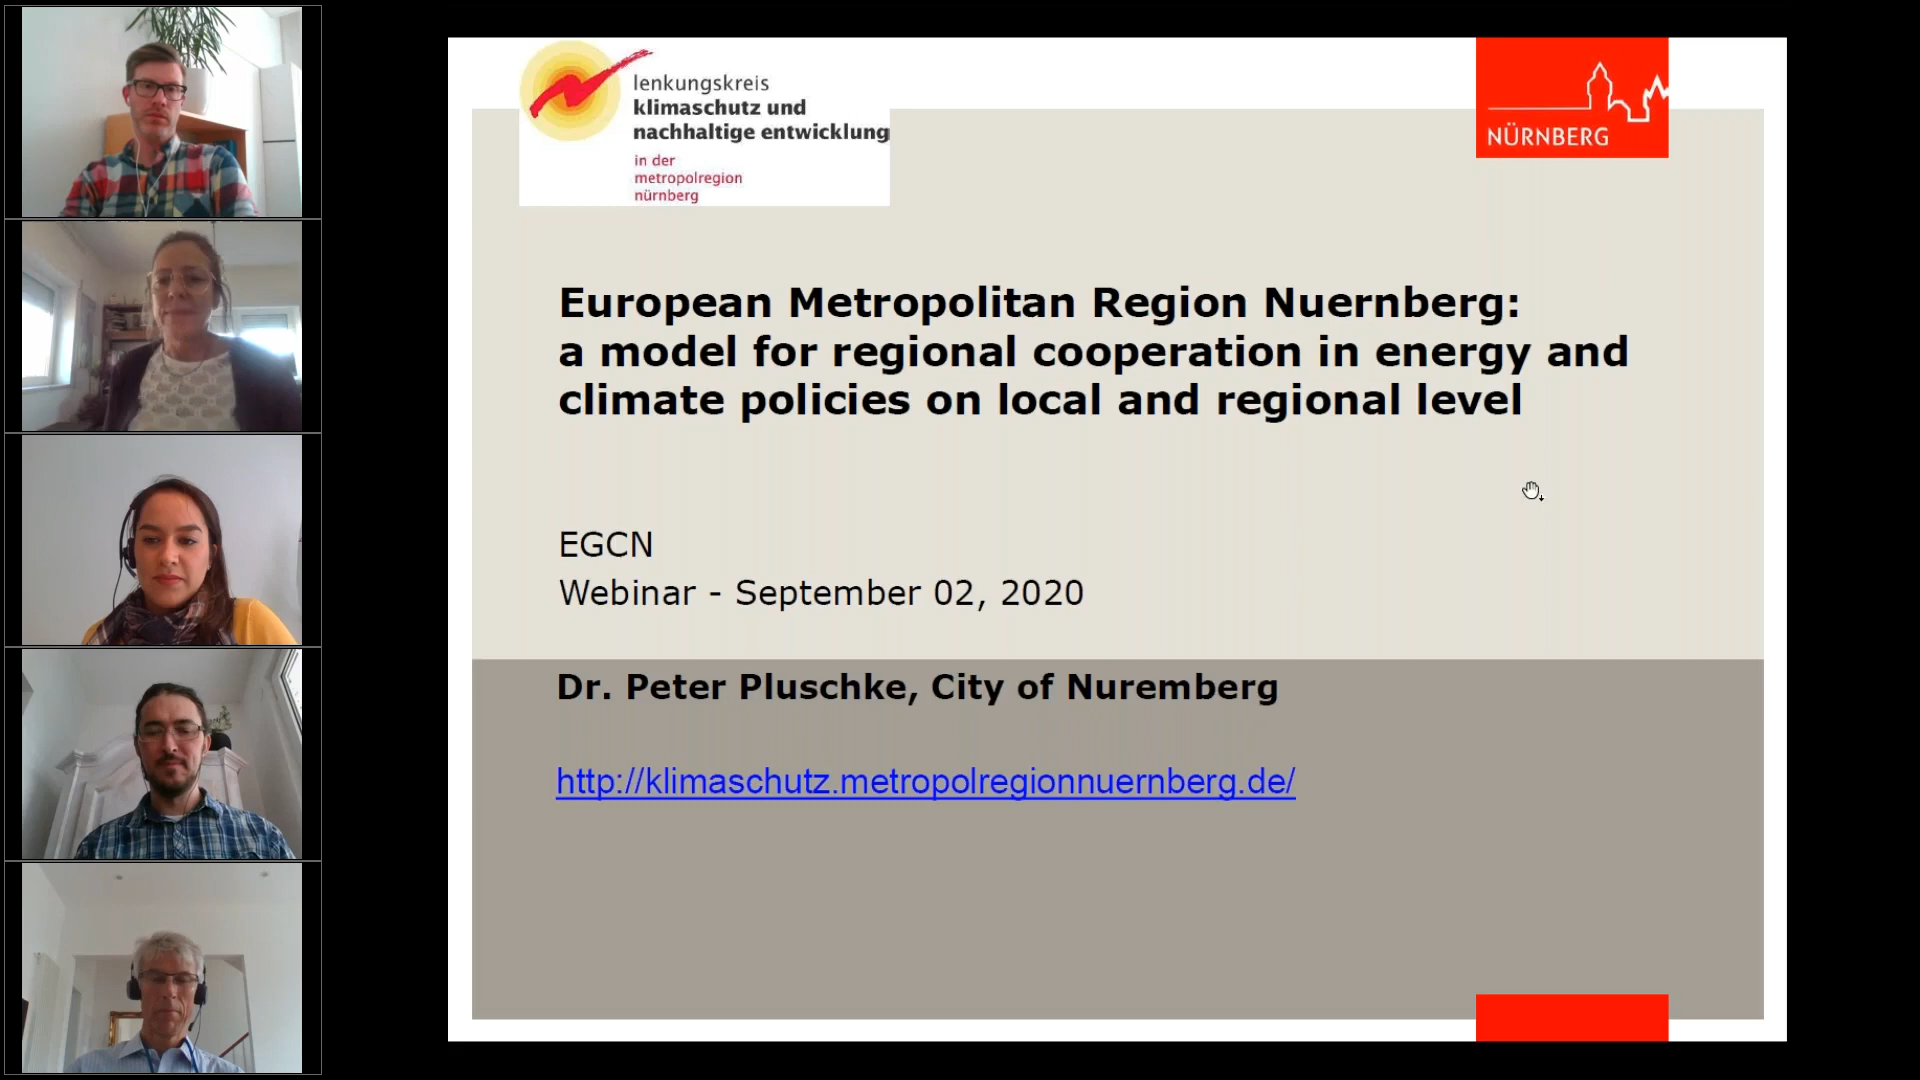 lenkungskreis
klimaschutz und
nachhaltige entwicklung
in der
metropolregion
nürnberg
NÜRNBERG
European Metropolitan Region Nuernberg:
a model for regional cooperation in energy and
climate policies on local and regional level
EGCN
Webinar - September 02, 2020
Dr. Peter Pluschke, City of Nuremberg
http://klimaschutz.metropolregionnuernberg.de/